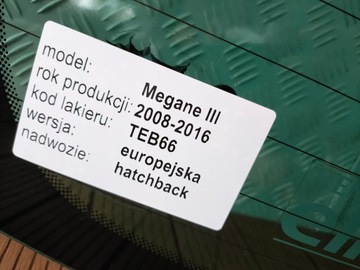 model: Megane III
rok produkcji: 2008-2016
kod lakieru: TEB66
wersja: europejska
nadwozie: hatchback